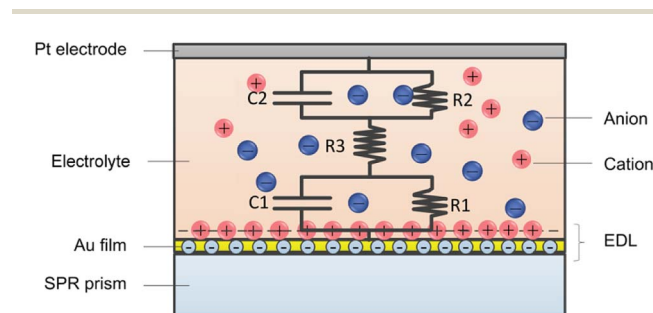 Pt electrode
C2
R2
Anion
R3
Electrolyte
Cation
C1
R1
Au film
EDL
SPR prism